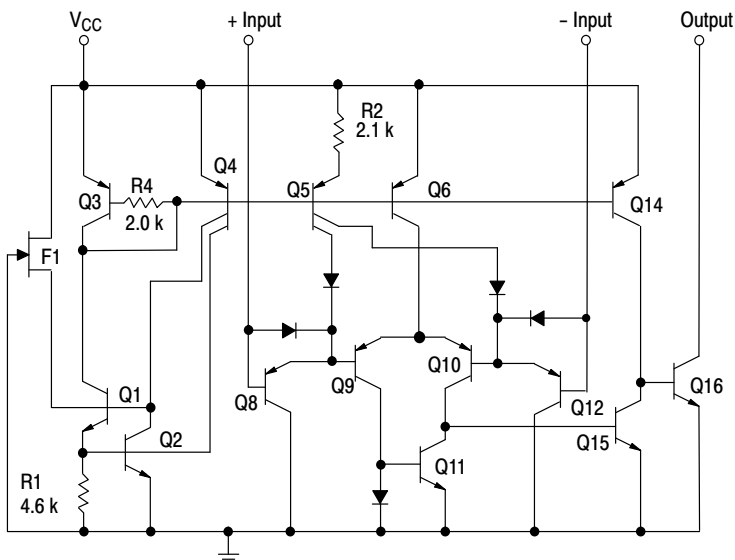 VCC
+ Input
– Input
Output
R2
2.1 k
Q4
Q3
R4
2.0 k
Q5
Q6
Q14
F1
Q1
Q2
Q8
Q9
Q10
Q12
Q16
Q15
Q11
R1
4.6 k